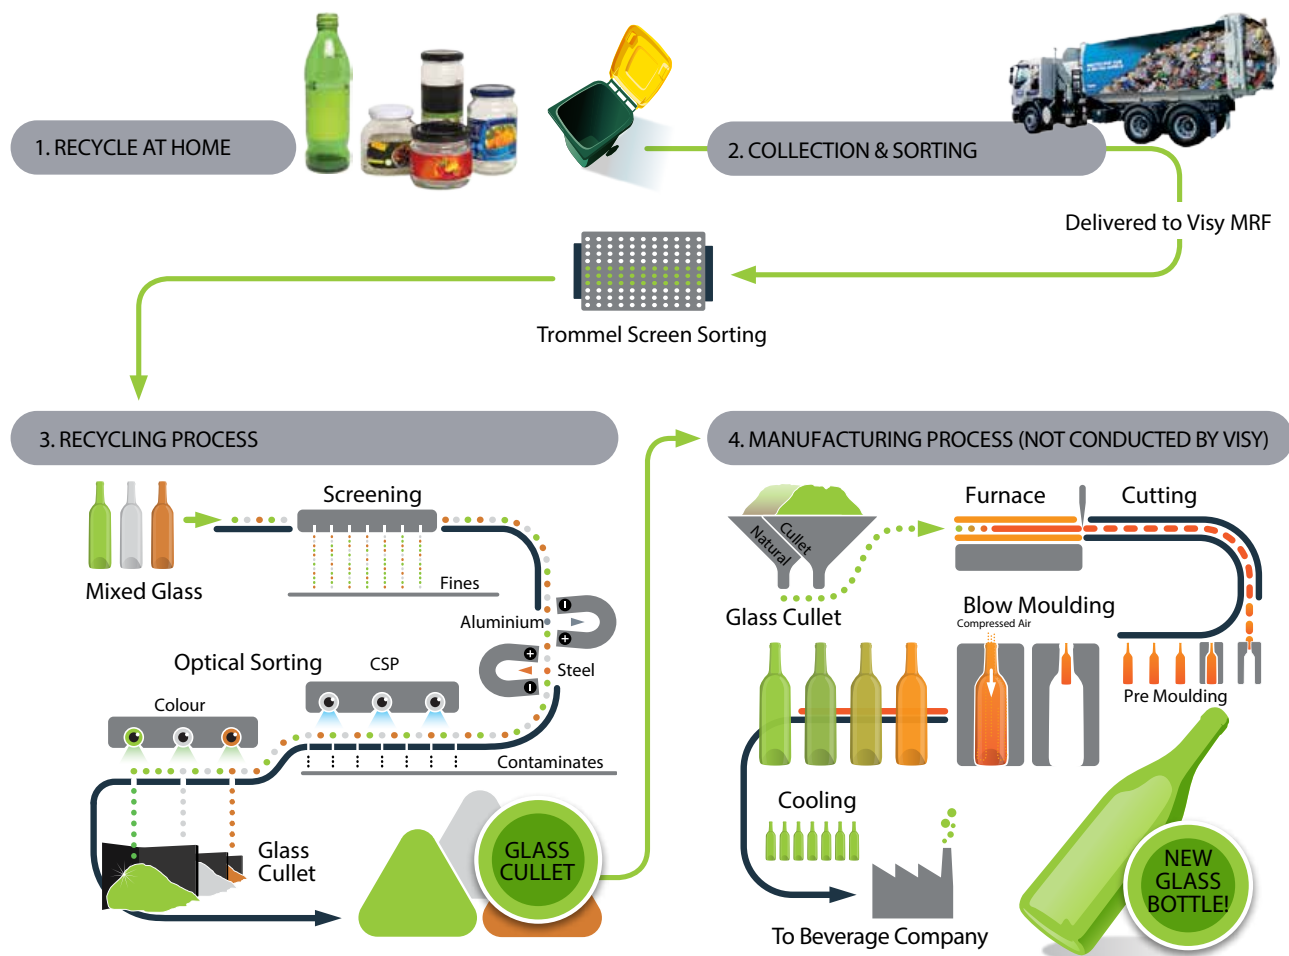 1. RECYCLE AT HOME
2. COLLECTION & SORTING
Delivered to Visy MRF
Trommel Screen Sorting
3. RECYCLING PROCESS
Mixed Glass
Screening
Fines
Aluminium
Steel
Optical Sorting
CSP
Colour
Contaminates
Glass
Cullet
GLASS
CULLET
4. MANUFACTURING PROCESS (NOT CONDUCTED BY VISY)
Natural
Cullet
Glass Cullet
Furnace
Cutting
Blow Moulding
Compressed Air
Pre Moulding
Cooling
To Beverage Company
NEW
GLASS
BOTTLE!